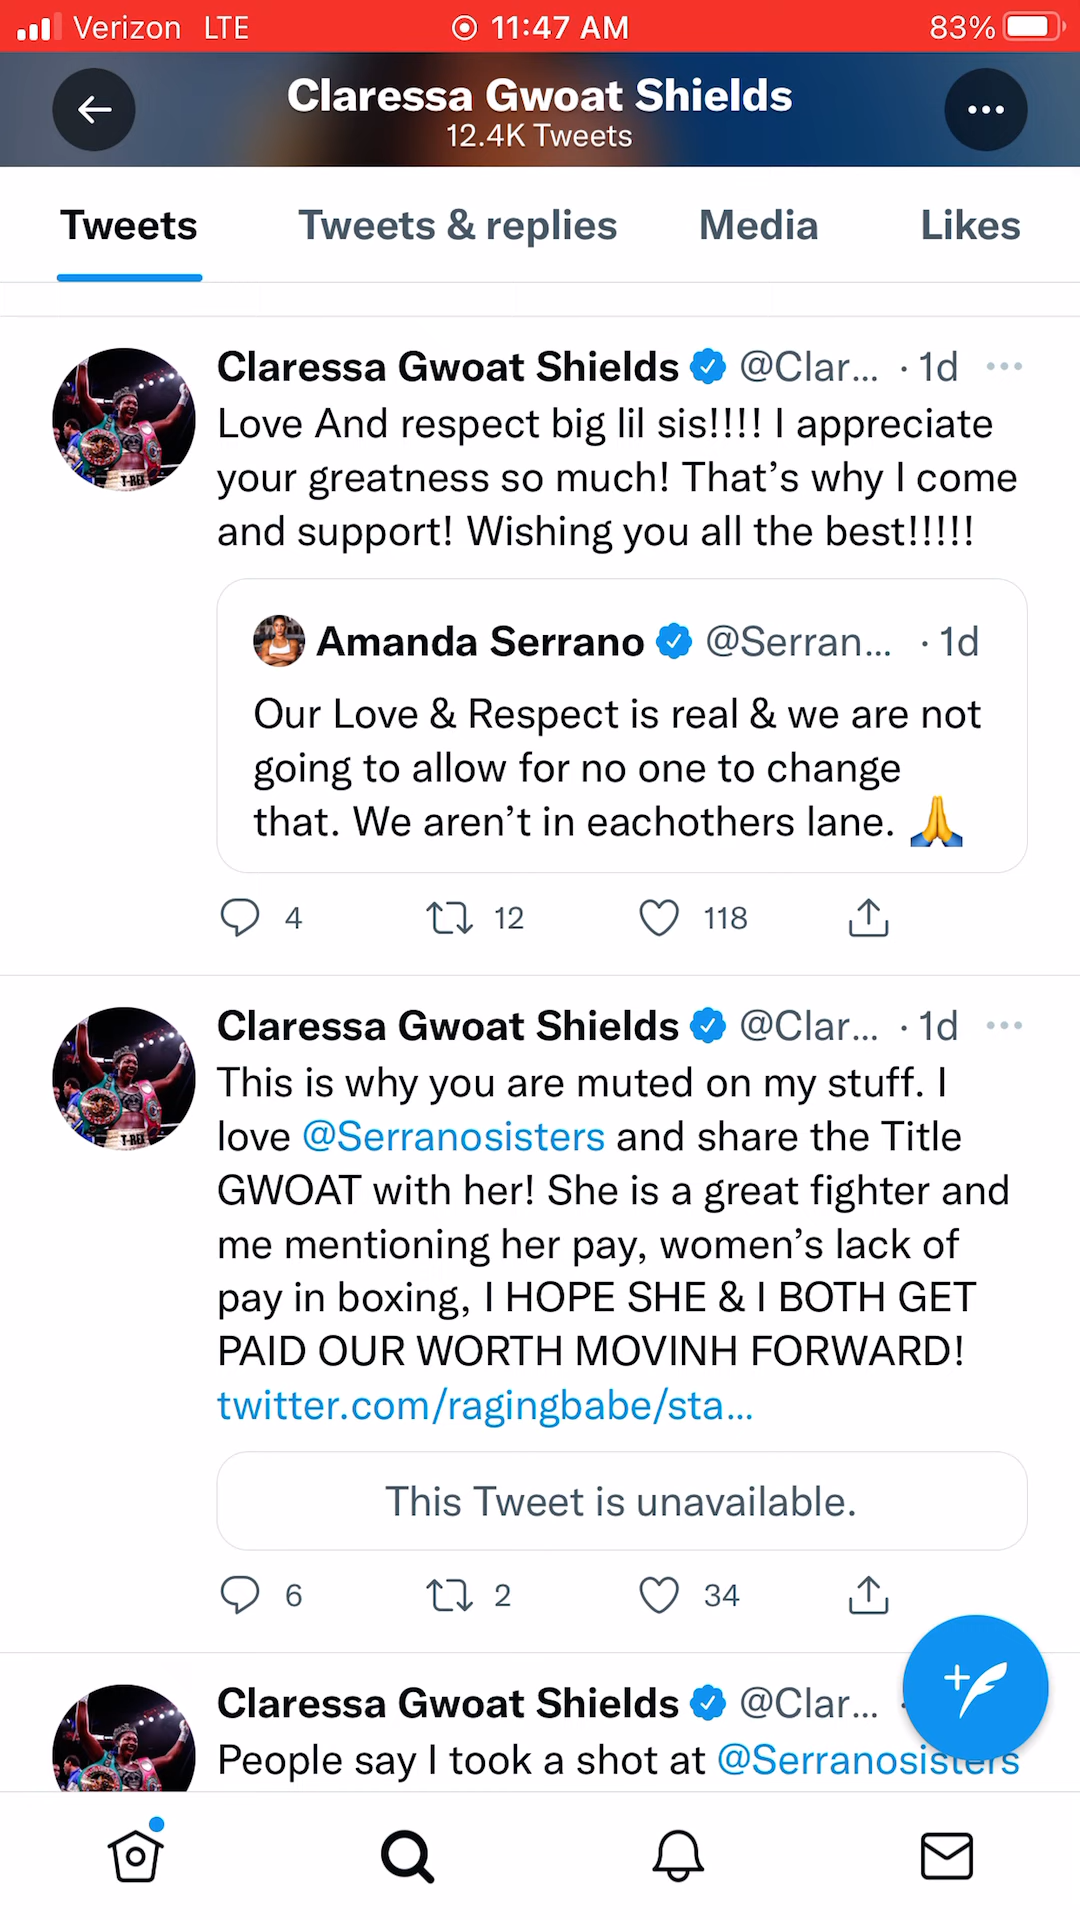 Verizon LTE 11:47 AM 83%
Claressa Gwoat Shields
12.4K Tweets
Tweets Tweets & replies Media Likes
Claressa Gwoat Shields @Clar... · 1d
Love And respect big lil sis!!!! I appreciate
your greatness so much! That’s why I come
and support! Wishing you all the best!!!!!
Amanda Serrano @Serran... · 1d
Our Love & Respect is real & we are not
going to allow for no one to change
that. We aren’t in eachothers lane. 🙏
4 12 118
Claressa Gwoat Shields @Clar... · 1d
This is why you are muted on my stuff. I
love @Serranosisters and share the Title
GWOAT with her! She is a great fighter and
me mentioning her pay, women’s lack of
pay in boxing, I HOPE SHE & I BOTH GET
PAID OUR WORTH MOVINH FORWARD!
twitter.com/ragingbabe/sta...
This Tweet is unavailable.
6 2 34
Claressa Gwoat Shields @Clar... ·
People say I took a shot at @Serranosisters